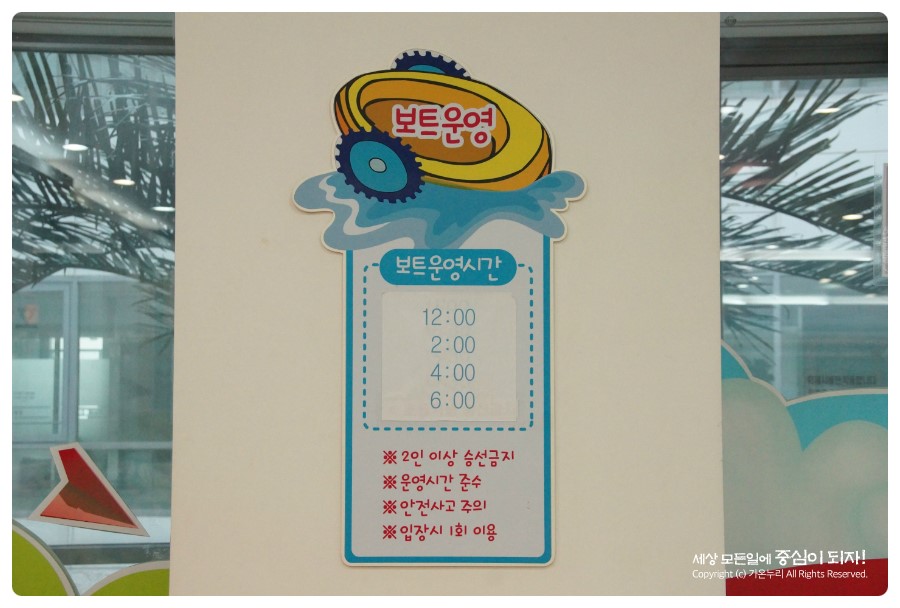 보트운영
보트운영시간
12:00
2:00
4:00
6:00
※ 2인 이상 승선금지
※ 운영시간 준수
※ 안전사고 주의
※ 입장시 1회 이용
세상 모든일에 중심이 되자!
Copyright (c) 가온누리 All Rights Reserved.